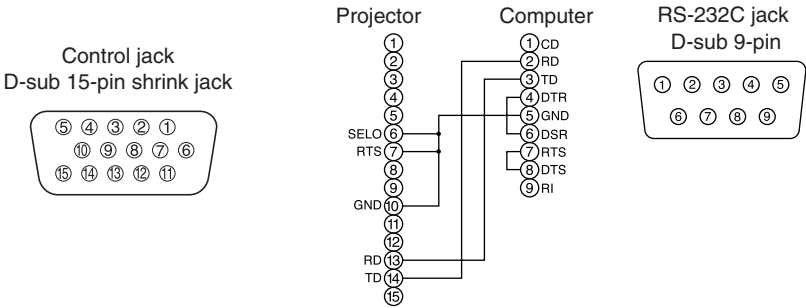 Control jack
D-sub 15-pin shrink jack
⑤ ④ ③ ② ①
⑩ ⑨ ⑧ ⑦ ⑥
⑮ ⑭ ⑬ ⑫ ⑪
Projector
①
②
③
④
⑤
SELO ⑥
RTS ⑦
⑧
⑨
GND ⑩
⑪
⑫
RD ⑬
TD ⑭
⑮
Computer
① CD
② RD
③ TD
④ DTR
⑤ GND
⑥ DSR
⑦ RTS
⑧ DTS
⑨ RI
RS-232C jack
D-sub 9-pin
① ② ③ ④ ⑤
⑥ ⑦ ⑧ ⑨